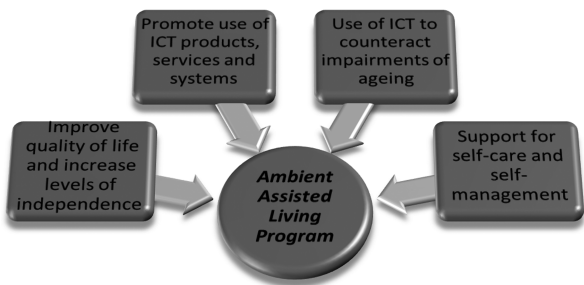 Promote use of
ICT products,
services and
systems
Use of ICT to
counteract
impairments of
ageing
Improve
quality of life
and increase
levels of
independence
Support for
self-care and
self-
management
Ambient
Assisted
Living
Program